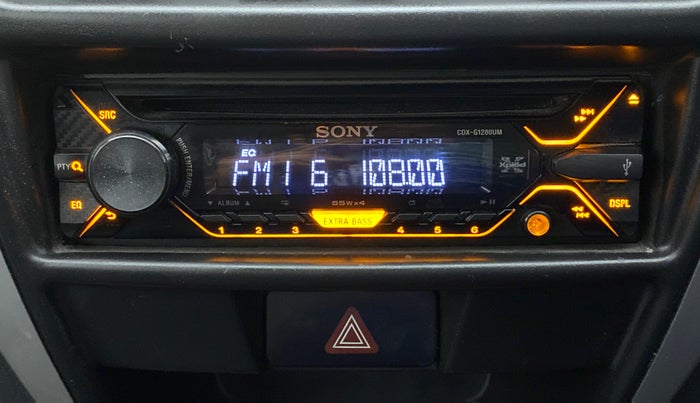 SRC
SONY
CDX-G1280UM
PTY
PUSH ENTER/MENU
EQ
FM1 6 108.00
Xplod
EQ
DSPL
ALBUM
55W x 4
EXTRA BASS
1 2 3 4 5 6